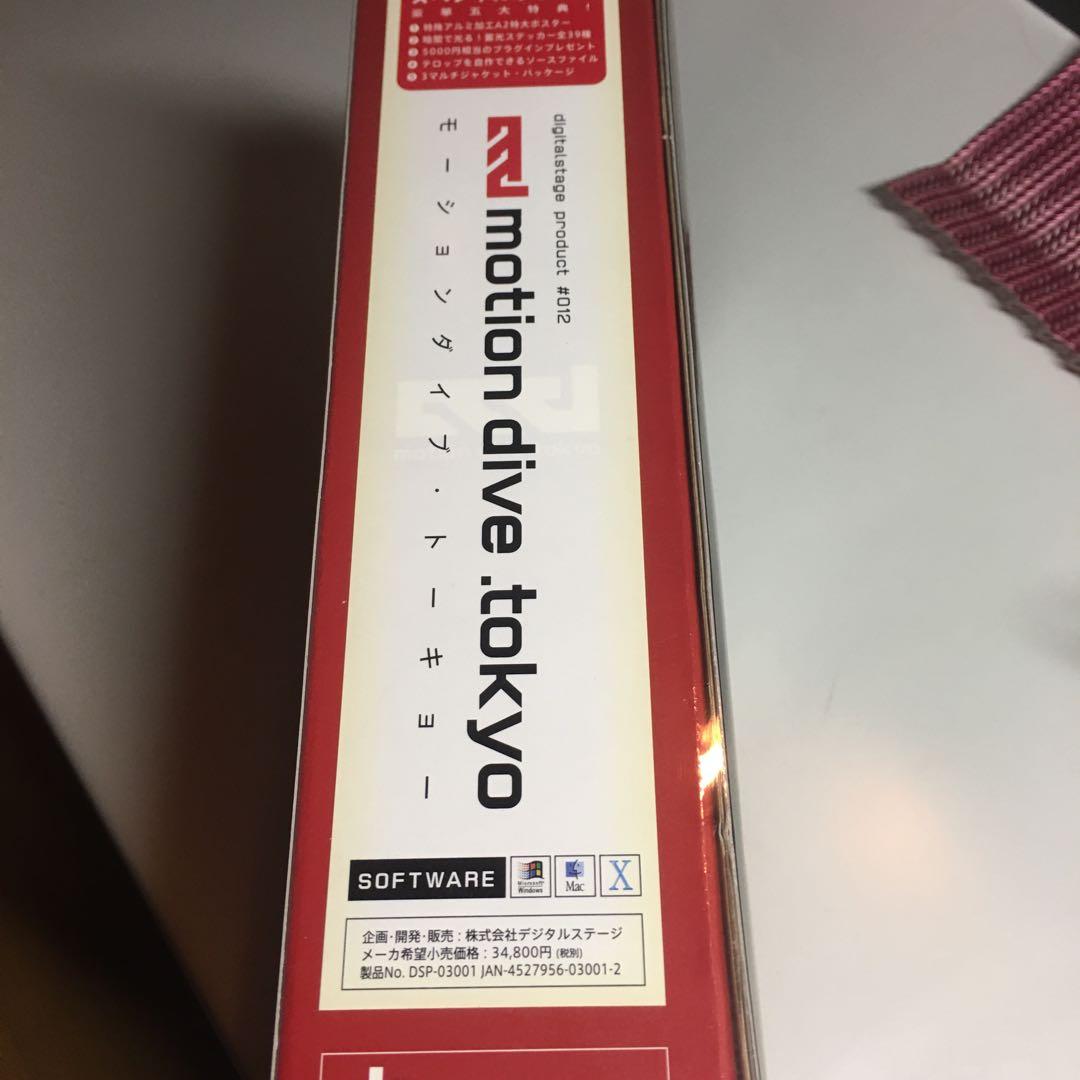 豪華五大特典!
❶特殊アルミ加工A2特大ポスター
❷暗闇で光る!蓄光ステッカー全39種
❸5000円相当のプラグインプレゼント
❹テロップを自作できるソースファイル
❺3マルチジャケット・パッケージ
digitalstage product #012
motion dive .tokyo
モーションダイブ・トーキョー
SOFTWARE
Microsoft
Windows
Mac
X
企画・開発・販売:株式会社デジタルステージ
メーカ希望小売価格:34,800円 (税別)
製品No. DSP-03001 JAN-4527956-03001-2